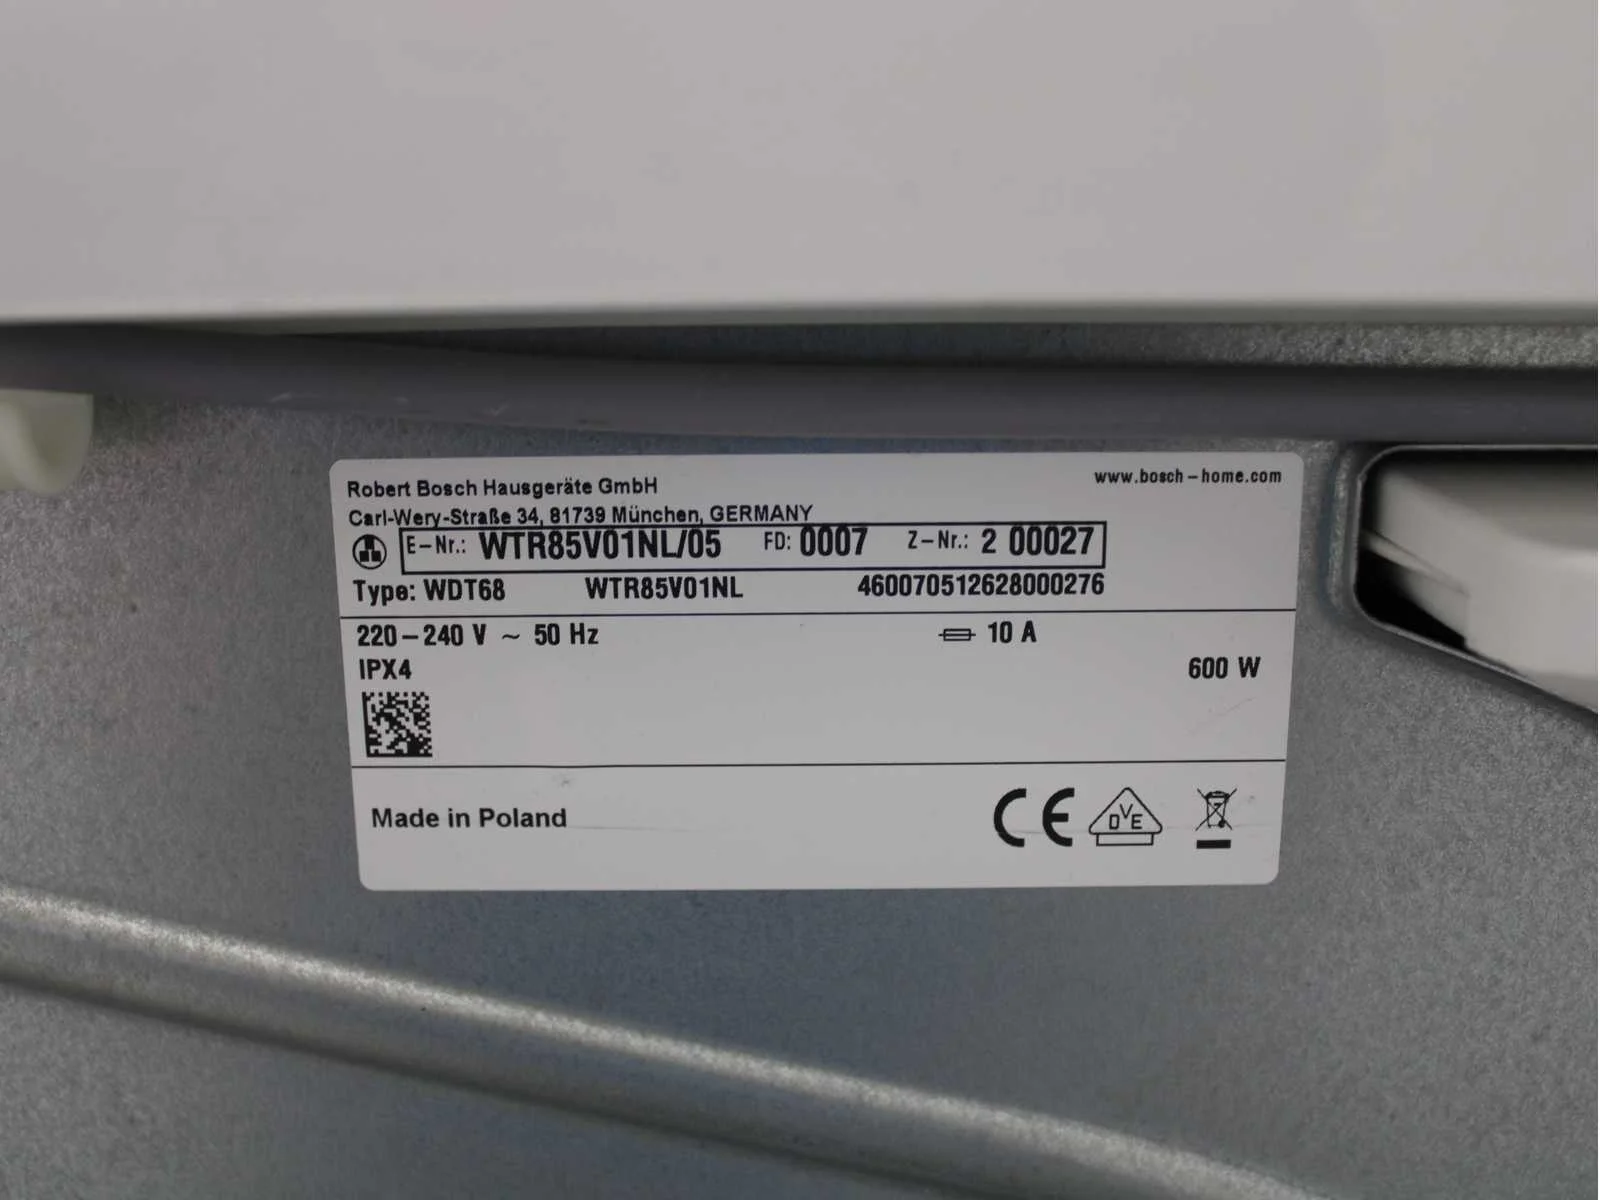 Robert Bosch Hausgeräte GmbH
www.bosch-home.com
Carl-Wery-Straße 34, 81739 München, GERMANY
E-Nr.: WTR85V01NL/05 FD: 0007 Z-Nr.: 2 00027
Type: WDT68 WTR85V01NL 460070512628000276
220-240 V ~ 50 Hz 10 A
IPX4 600 W
Made in Poland CE DVE